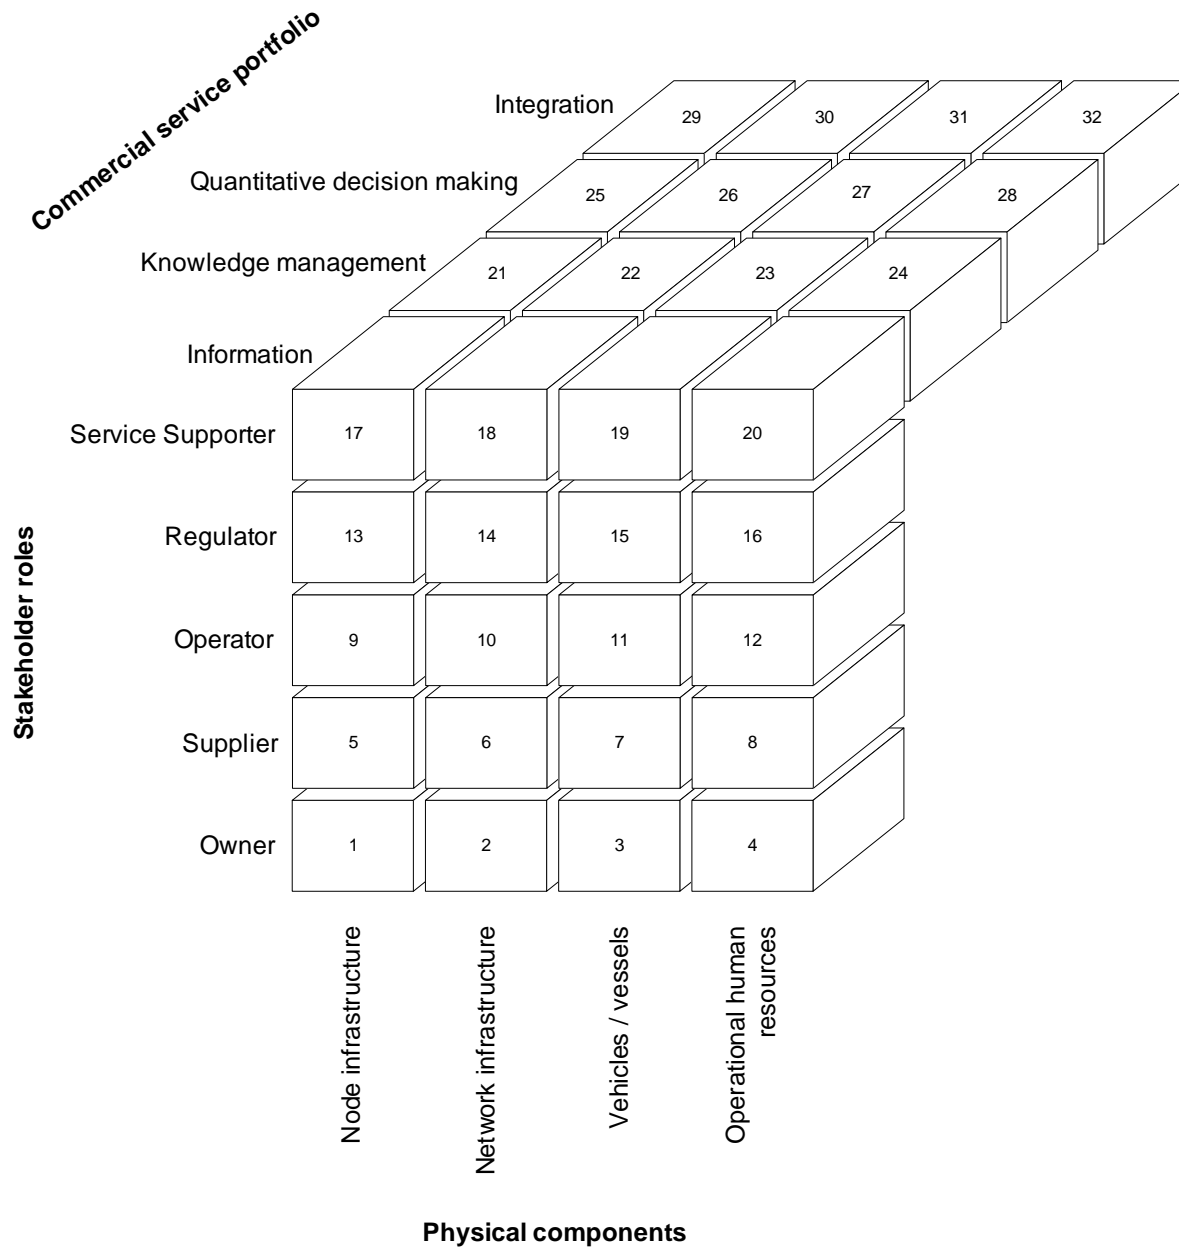 Commercial service portfolio
Integration
29 30 31 32
Quantitative decision making
25 26 27 28
Knowledge management
21 22 23 24
Information
Service Supporter
17 18 19 20
Regulator
13 14 15 16
Operator
9 10 11 12
Supplier
5 6 7 8
Owner
1 2 3 4
Stakeholder roles
Node infrastructure
Network infrastructure
Vehicles / vessels
Operational human
resources
Physical components